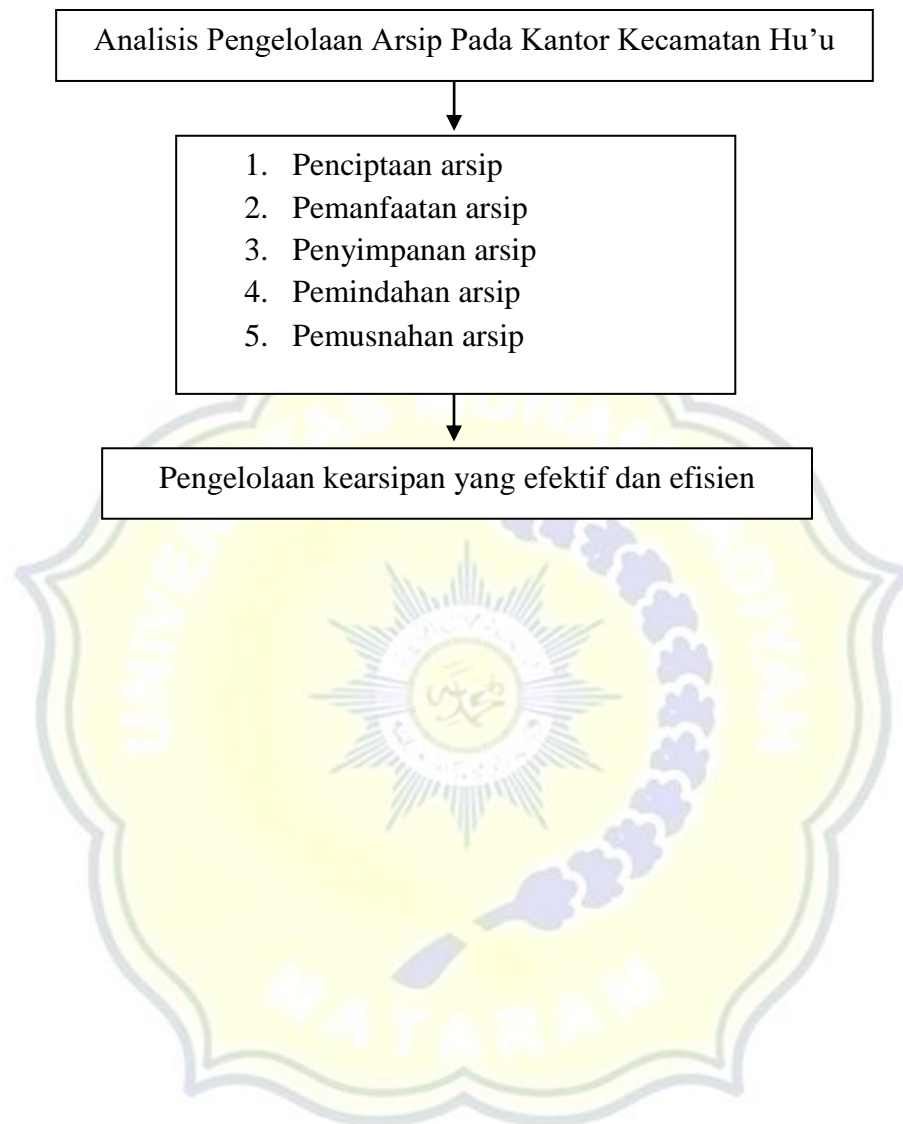 Analisis Pengelolaan Arsip Pada Kantor Kecamatan Hu’u
1. Penciptaan arsip
2. Pemanfaatan arsip
3. Penyimpanan arsip
4. Pemindahan arsip
5. Pemusnahan arsip
Pengelolaan kearsipan yang efektif dan efisien
MATARAM